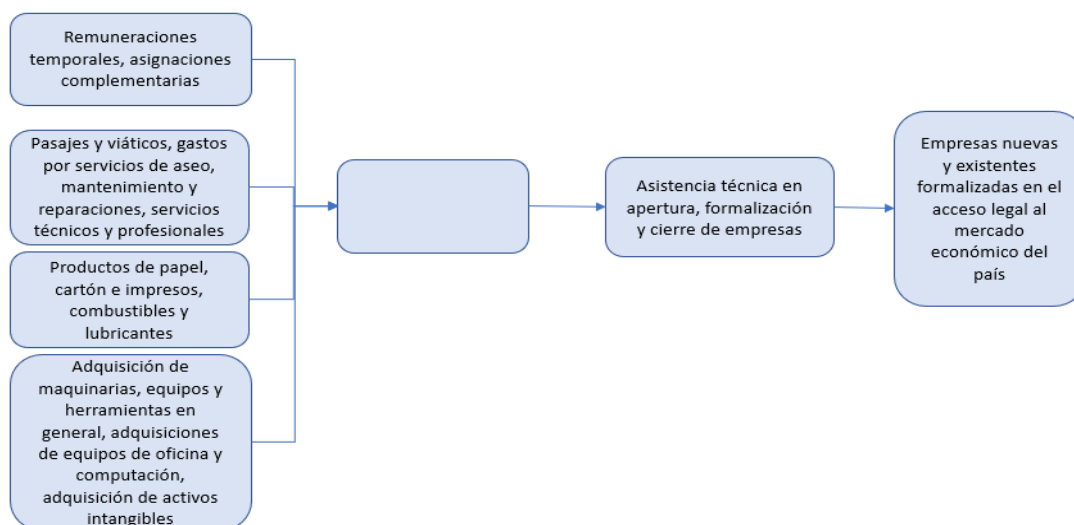 Remuneraciones
temporales, asignaciones
complementarias
Pasajes y viáticos, gastos
por servicios de aseo,
mantenimiento y
reparaciones, servicios
técnicos y profesionales
Productos de papel,
cartón e impresos,
combustibles y
lubricantes
Adquisición de
maquinarias, equipos y
herramientas en
general, adquisiciones
de equipos de oficina y
computación,
adquisición de activos
intangibles
Asistencia técnica en
apertura, formalización
y cierre de empresas
Empresas nuevas
y existentes
formalizadas en el
acceso legal al
mercado
económico del
país